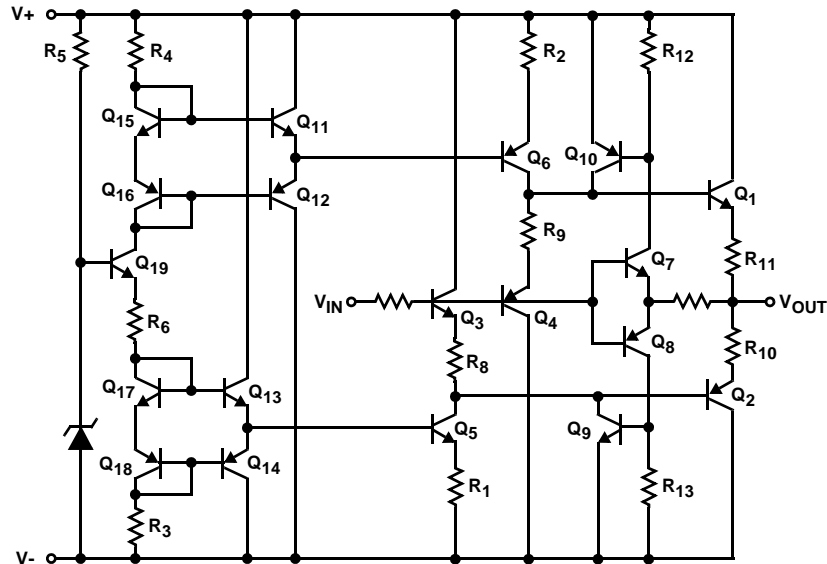 V+
R5 R4 R2 R12
Q15 Q11
Q6 Q10
Q16 Q12 Q1
Q19 R9 Q7 R11
VIN Q3 Q4 VOUT
R6 Q8 R10
R8
Q17 Q13 Q2
Q5 Q9
Q18 Q14
R1 R13
R3
V-